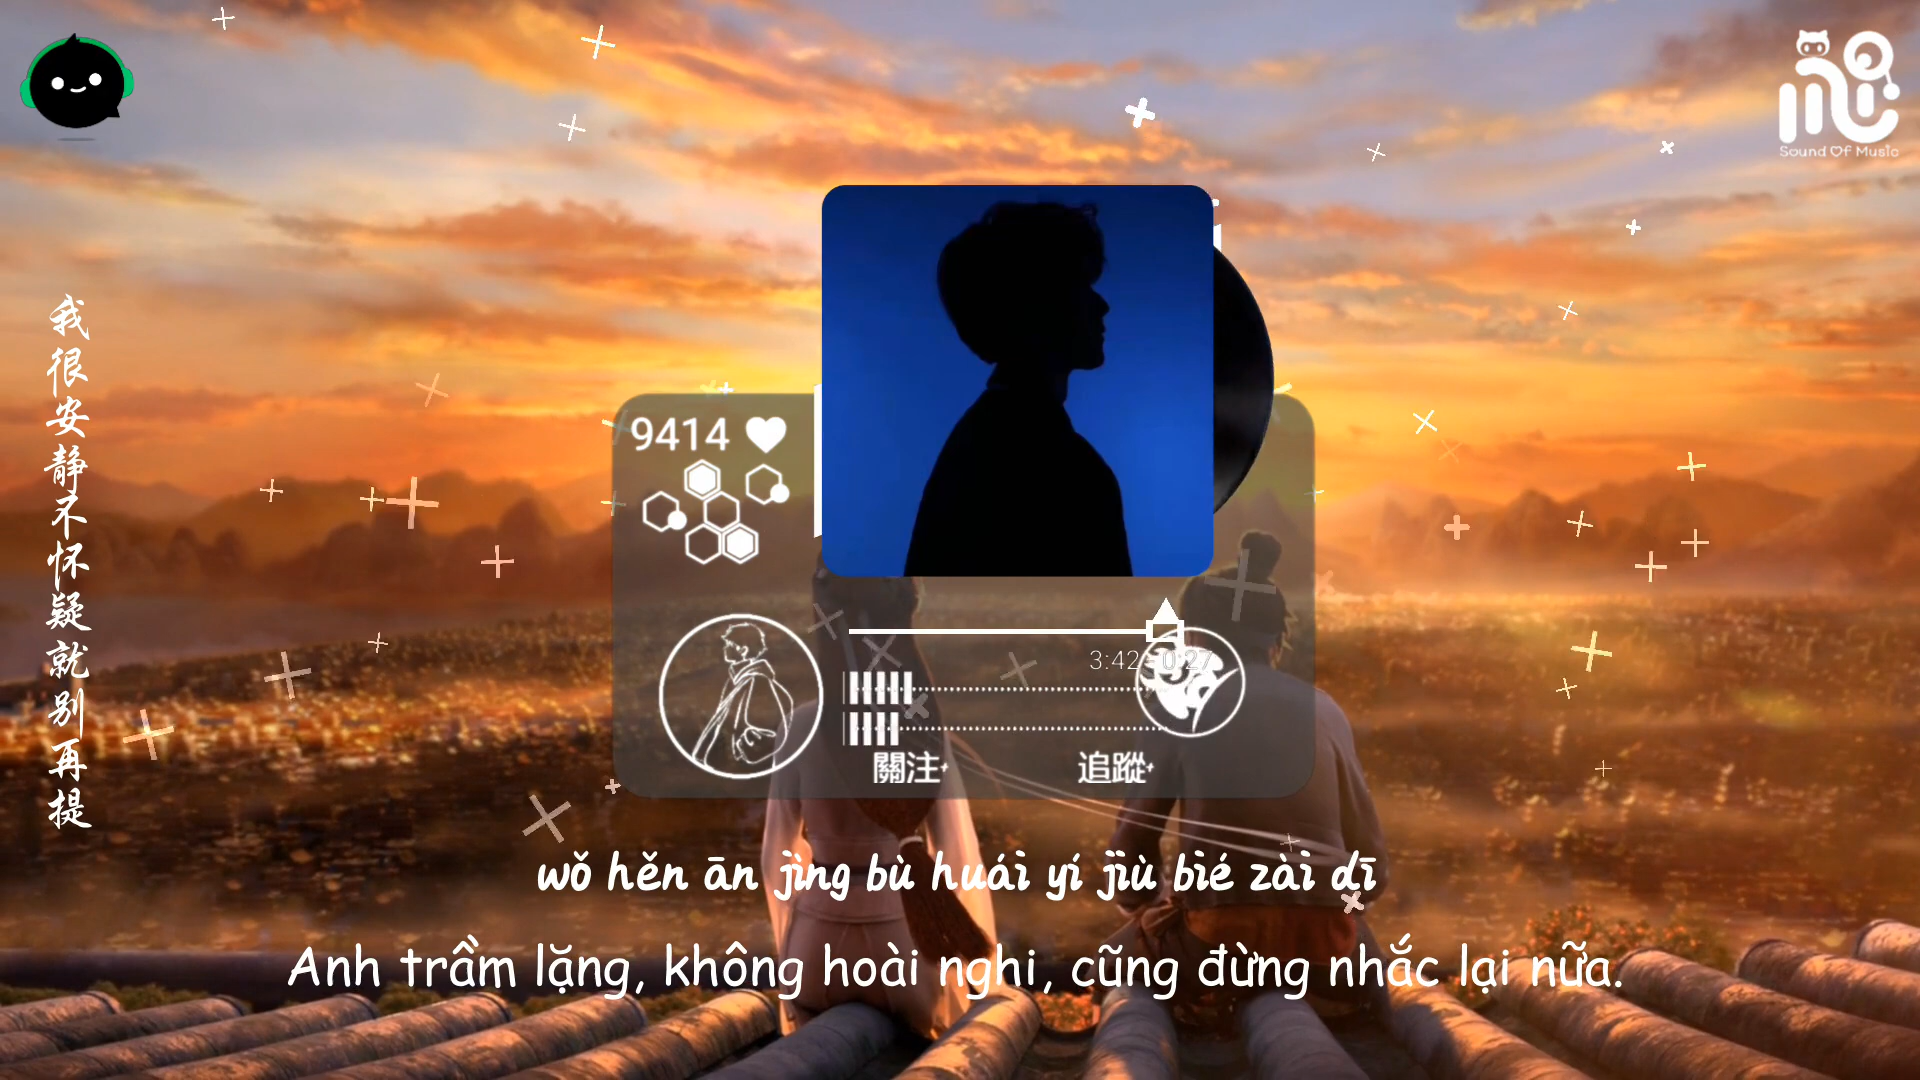 Sound Of Music
我很安静不怀疑就别再提
9414
3:42
0:27
關注
追蹤
wǒ hěn ān jìng bù huái yí jiù bié zài dī
Anh trầm lặng, không hoài nghi, cũng đừng nhắc lại nữa.